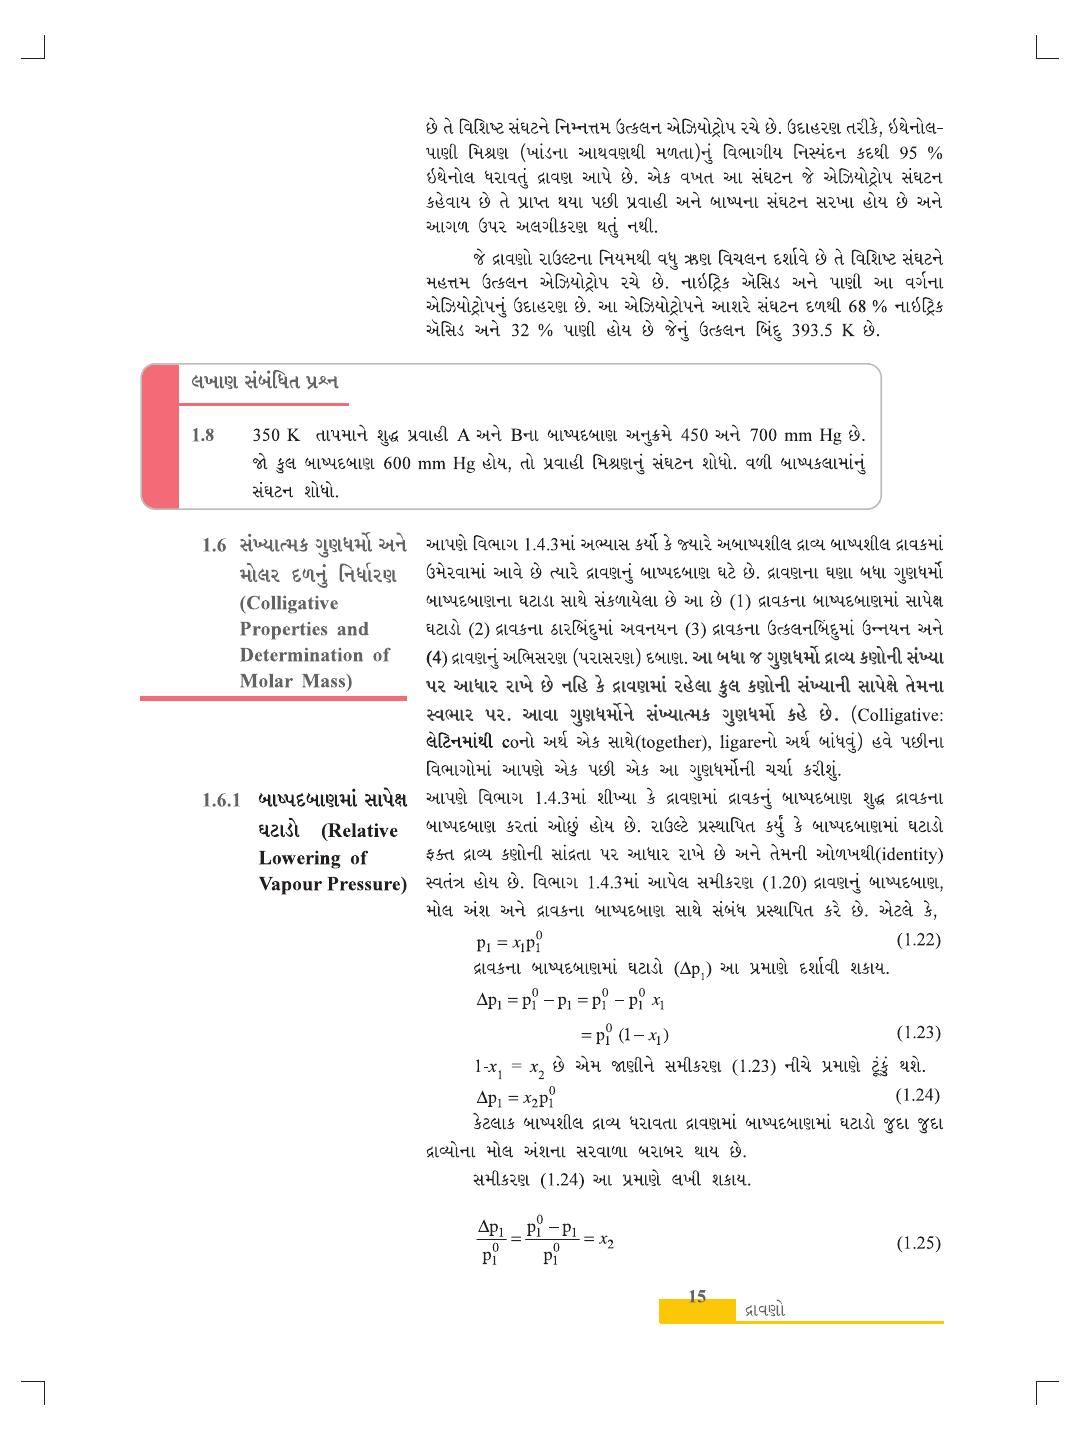 છે તે વિશિષ્ટ સંઘટને નિમ્નત્તમ ઉત્કલન એઝિયોટ્રોપ રચે છે. ઉદાહરણ તરીકે, ઇથેનોલ-
પાણી મિશ્રણ (ખાંડના આથવણથી મળતા)નું વિભાગીય નિસ્યંદન કદથી 95 %
ઇથેનોલ ધરાવતું દ્રાવણ આપે છે. એક વખત આ સંઘટન જે એઝિયોટ્રોપ સંઘટન
કહેવાય છે તે પ્રાપ્ત થયા પછી પ્રવાહી અને બાષ્પના સંઘટન સરખા હોય છે અને
આગળ ઉપર અલગીકરણ થતું નથી.
જે દ્રાવણો રાઉલ્ટના નિયમથી વધુ ઋણ વિચલન દર્શાવે છે તે વિશિષ્ટ સંઘટને
મહત્તમ ઉત્કલન એઝિયોટ્રોપ રચે છે. નાઇટ્રિક ઍસિડ અને પાણી આ વર્ગના
એઝિયોટ્રોપનું ઉદાહરણ છે. આ એઝિયોટ્રોપને આશરે સંઘટન દળથી 68 % નાઇટ્રિક
ઍસિડ અને 32 % પાણી હોય છે જેનું ઉત્કલન બિંદુ 393.5 K છે.
લખાણ સંબંધિત પ્રશ્ન
1.8 350 K તાપમાને શુદ્ધ પ્રવાહી A અને Bના બાષ્પદબાણ અનુક્રમે 450 અને 700 mm Hg છે.
જો કુલ બાષ્પદબાણ 600 mm Hg હોય, તો પ્રવાહી મિશ્રણનું સંઘટન શોધો. વળી બાષ્પકલામાંનું
સંઘટન શોધો.
1.6 સંખ્યાત્મક ગુણધર્મો અને
મોલર દળનું નિર્ધારણ
(Colligative
Properties and
Determination of
Molar Mass)
આપણે વિભાગ 1.4.3માં અભ્યાસ કર્યો કે જ્યારે અબાષ્પશીલ દ્રાવ્ય બાષ્પશીલ દ્રાવકમાં
ઉમેરવામાં આવે છે ત્યારે દ્રાવણનું બાષ્પદબાણ ઘટે છે. દ્રાવણના ઘણા બધા ગુણધર્મો
બાષ્પદબાણના ઘટાડા સાથે સંકળાયેલા છે આ છે (1) દ્રાવકના બાષ્પદબાણમાં સાપેક્ષ
ઘટાડો (2) દ્રાવકના ઠારબિંદુમાં અવનયન (3) દ્રાવકના ઉત્કલનબિંદુમાં ઉન્નયન અને
(4) દ્રાવણનું અભિસરણ (પરાસરણ) દબાણ. આ બધા જ ગુણધર્મો દ્રાવ્ય કણોની સંખ્યા
પર આધાર રાખે છે નહિ કે દ્રાવણમાં રહેલા કુલ કણોની સંખ્યાની સાપેક્ષે તેમના
સ્વભાર પર. આવા ગુણધર્મોને સંખ્યાત્મક ગુણધર્મો કહે છે. (Colligative:
લેટિનમાંથી coનો અર્થ એક સાથે(together), ligareનો અર્થ બાંધવું) હવે પછીના
વિભાગોમાં આપણે એક પછી એક આ ગુણધર્મોની ચર્ચા કરીશું.
1.6.1 બાષ્પદબાણમાં સાપેક્ષ
ઘટાડો (Relative
Lowering of
Vapour Pressure)
આપણે વિભાગ 1.4.3માં શીખ્યા કે દ્રાવણમાં દ્રાવકનું બાષ્પદબાણ શુદ્ધ દ્રાવકના
બાષ્પદબાણ કરતાં ઓછું હોય છે. રાઉલ્ટે પ્રસ્થાપિત કર્યું કે બાષ્પદબાણમાં ઘટાડો
ફક્ત દ્રાવ્ય કણોની સાંદ્રતા પર આધાર રાખે છે અને તેમની ઓળખથી(identity)
સ્વતંત્ર હોય છે. વિભાગ 1.4.3માં આપેલ સમીકરણ (1.20) દ્રાવણનું બાષ્પદબાણ,
મોલ અંશ અને દ્રાવકના બાષ્પદબાણ સાથે સંબંધ પ્રસ્થાપિત કરે છે. એટલે કે,
p₁ = x₁p₁⁰ (1.22)
દ્રાવકના બાષ્પદબાણમાં ઘટાડો (Δp₁) આ પ્રમાણે દર્શાવી શકાય.
Δp₁ = p₁⁰ – p₁ = p₁⁰ – p₁⁰ x₁
= p₁⁰ (1 – x₁) (1.23)
1-x₁ = x₂ છે એમ જાણીને સમીકરણ (1.23) નીચે પ્રમાણે ટૂંકું થશે.
Δp₁ = x₂p₁⁰ (1.24)
કેટલાક બાષ્પશીલ દ્રાવ્ય ધરાવતા દ્રાવણમાં બાષ્પદબાણમાં ઘટાડો જુદા જુદા
દ્રાવ્યોના મોલ અંશના સરવાળા બરાબર થાય છે.
સમીકરણ (1.24) આ પ્રમાણે લખી શકાય.
Δp₁/p₁⁰ = (p₁⁰ – p₁)/p₁⁰ = x₂ (1.25)
15 દ્રાવણો